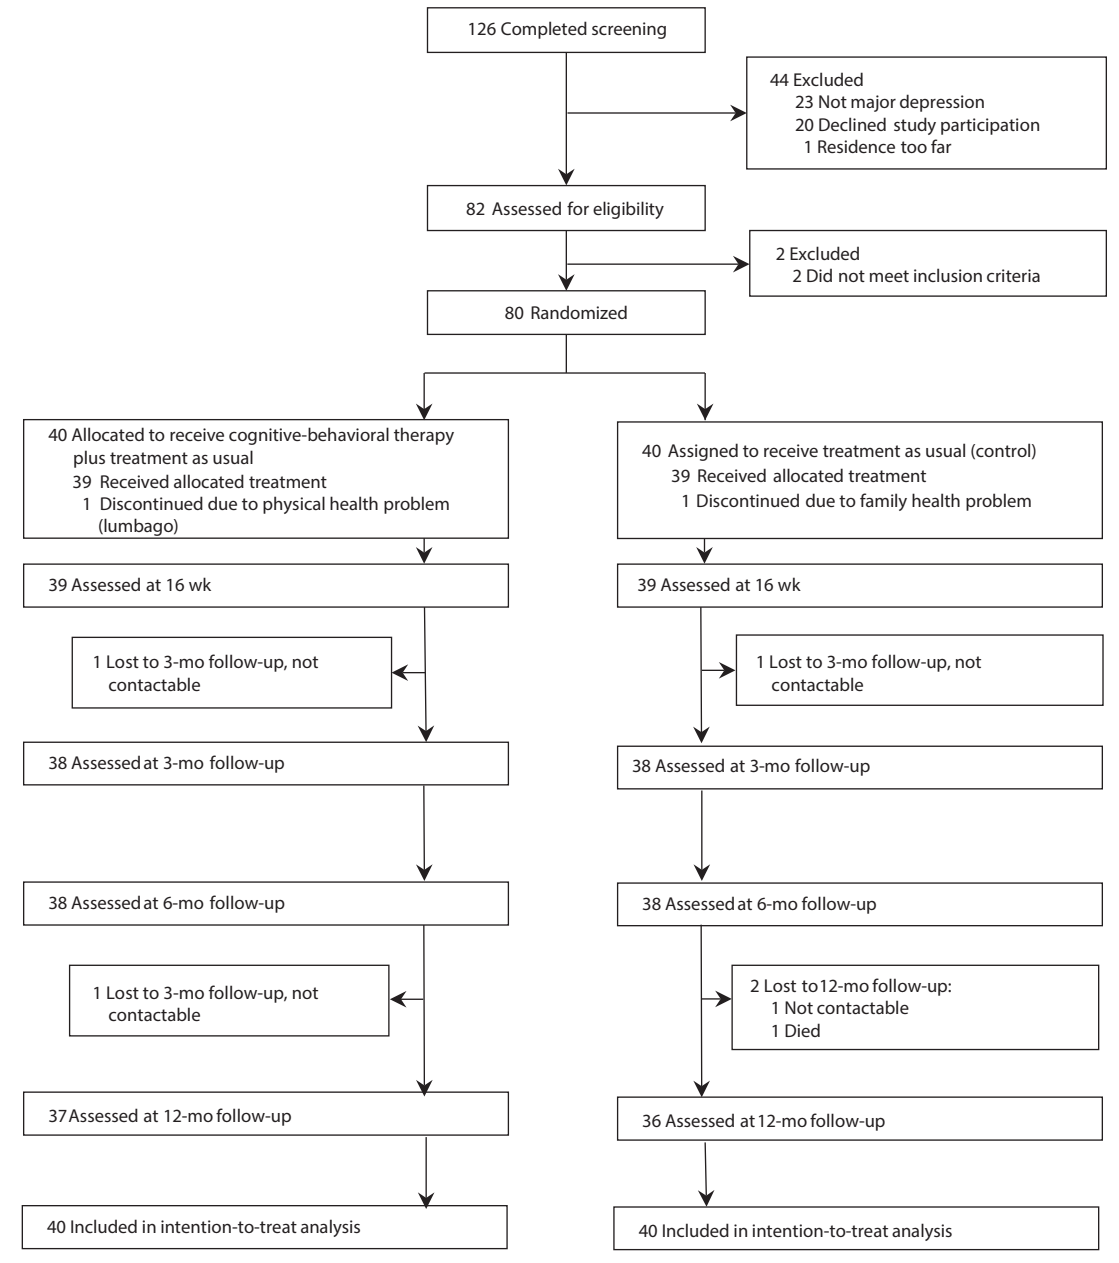 126 Completed screening
44 Excluded
23 Not major depression
20 Declined study participation
1 Residence too far
82 Assessed for eligibility
2 Excluded
2 Did not meet inclusion criteria
80 Randomized
40 Allocated to receive cognitive-behavioral therapy
plus treatment as usual
39 Received allocated treatment
1 Discontinued due to physical health problem
(lumbago)
40 Assigned to receive treatment as usual (control)
39 Received allocated treatment
1 Discontinued due to family health problem
39 Assessed at 16 wk
39 Assessed at 16 wk
1 Lost to 3-mo follow-up, not
contactable
1 Lost to 3-mo follow-up, not
contactable
38 Assessed at 3-mo follow-up
38 Assessed at 3-mo follow-up
38 Assessed at 6-mo follow-up
38 Assessed at 6-mo follow-up
1 Lost to 3-mo follow-up, not
contactable
2 Lost to 12-mo follow-up:
1 Not contactable
1 Died
37 Assessed at 12-mo follow-up
36 Assessed at 12-mo follow-up
40 Included in intention-to-treat analysis
40 Included in intention-to-treat analysis